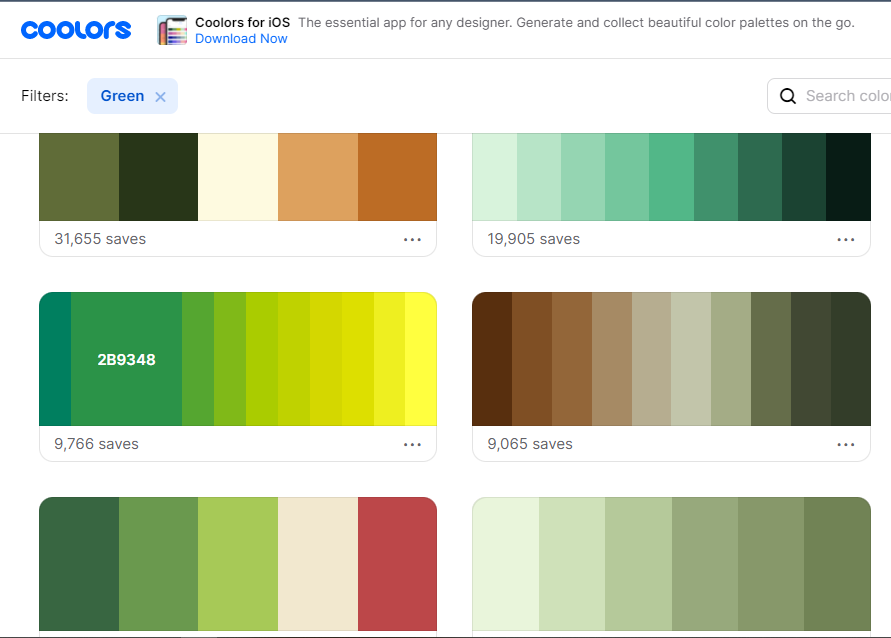 coolors
Coolors for iOS The essential app for any designer. Generate and collect beautiful color palettes on the go.
Download Now
Filters: Green
Search color
31,655 saves
19,905 saves
2B9348
9,766 saves
9,065 saves